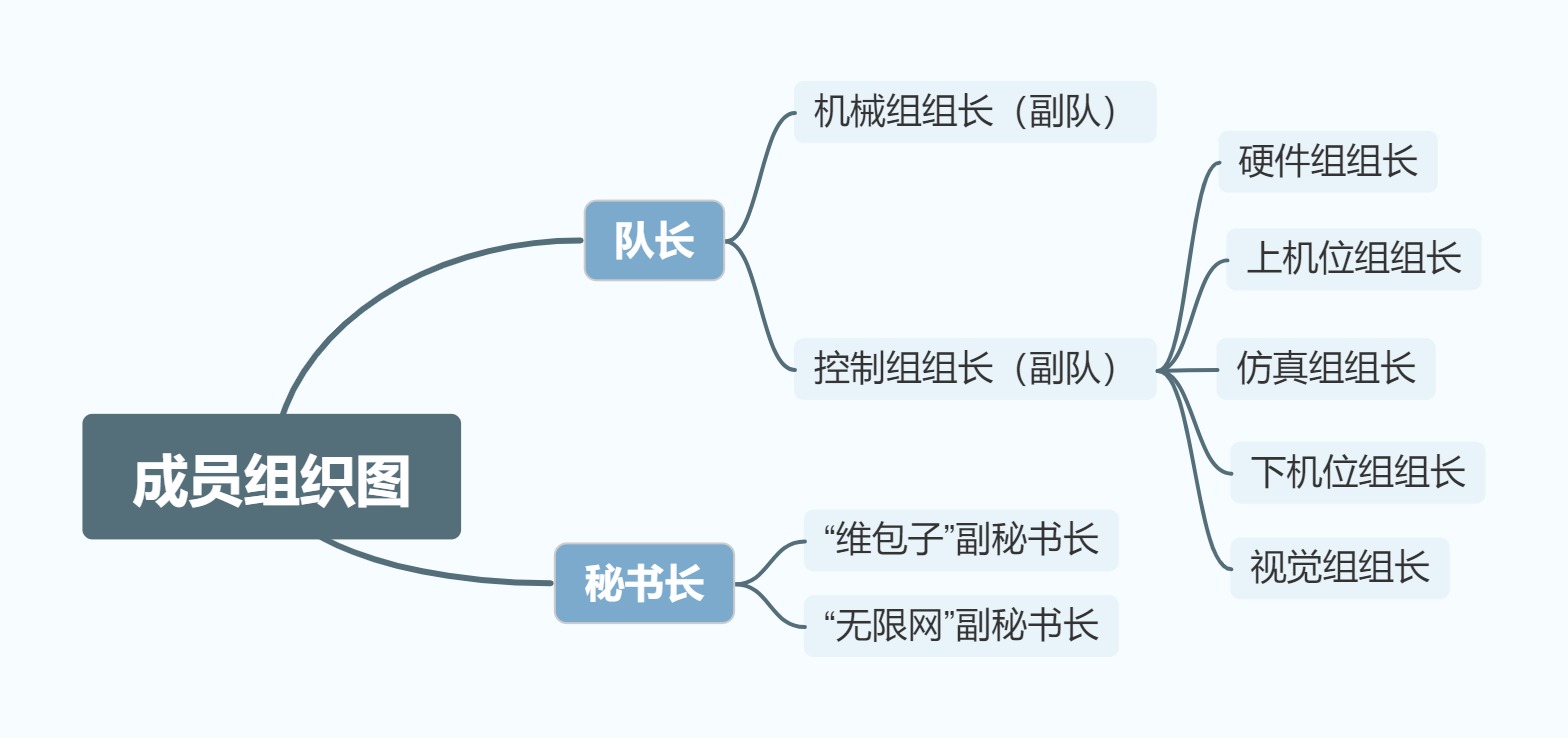 成员组织图
队长
机械组组长（副队）
控制组组长（副队）
硬件组组长
上机位组组长
仿真组组长
下机位组组长
视觉组组长
秘书长
“维包子”副秘书长
“无限网”副秘书长